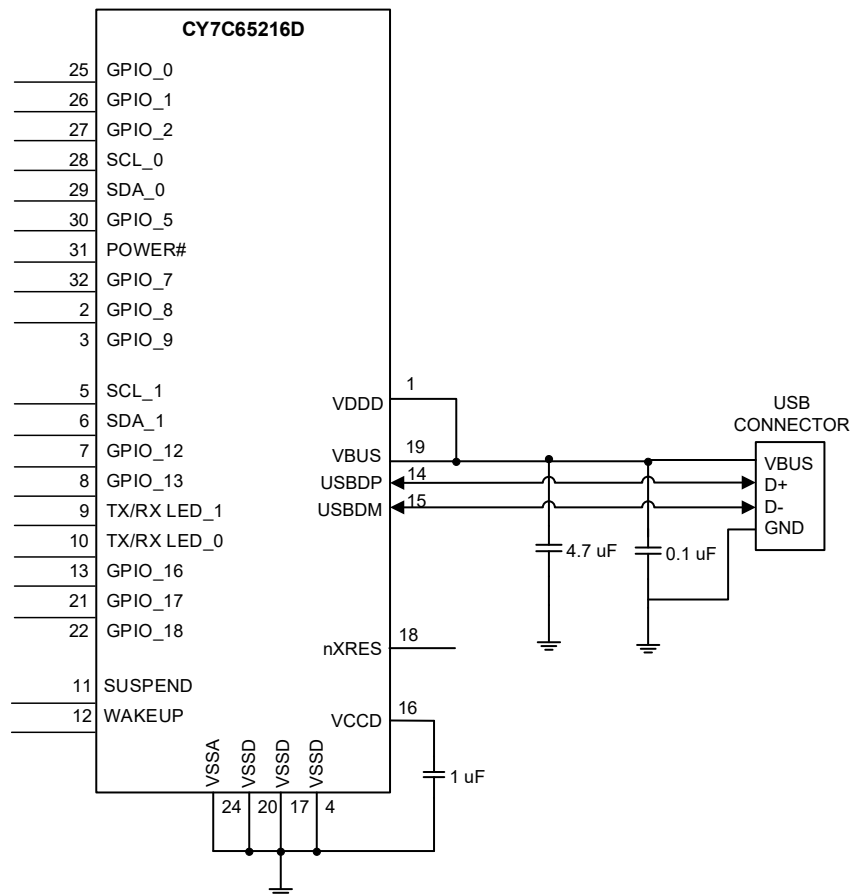 CY7C65216D
25 GPIO_0
26 GPIO_1
27 GPIO_2
28 SCL_0
29 SDA_0
30 GPIO_5
31 POWER#
32 GPIO_7
2 GPIO_8
3 GPIO_9
5 SCL_1
6 SDA_1
7 GPIO_12
8 GPIO_13
9 TX/RX LED_1
10 TX/RX LED_0
13 GPIO_16
21 GPIO_17
22 GPIO_18
11 SUSPEND
12 WAKEUP
VDDD 1
VBUS 19
USBDP 14
USBDM 15
nXRES 18
VCCD 16
VSSA
VSSD
VSSD
VSSD
24 20 17 4
1 uF
4.7 uF
0.1 uF
USB
CONNECTOR
VBUS
D+
D-
GND